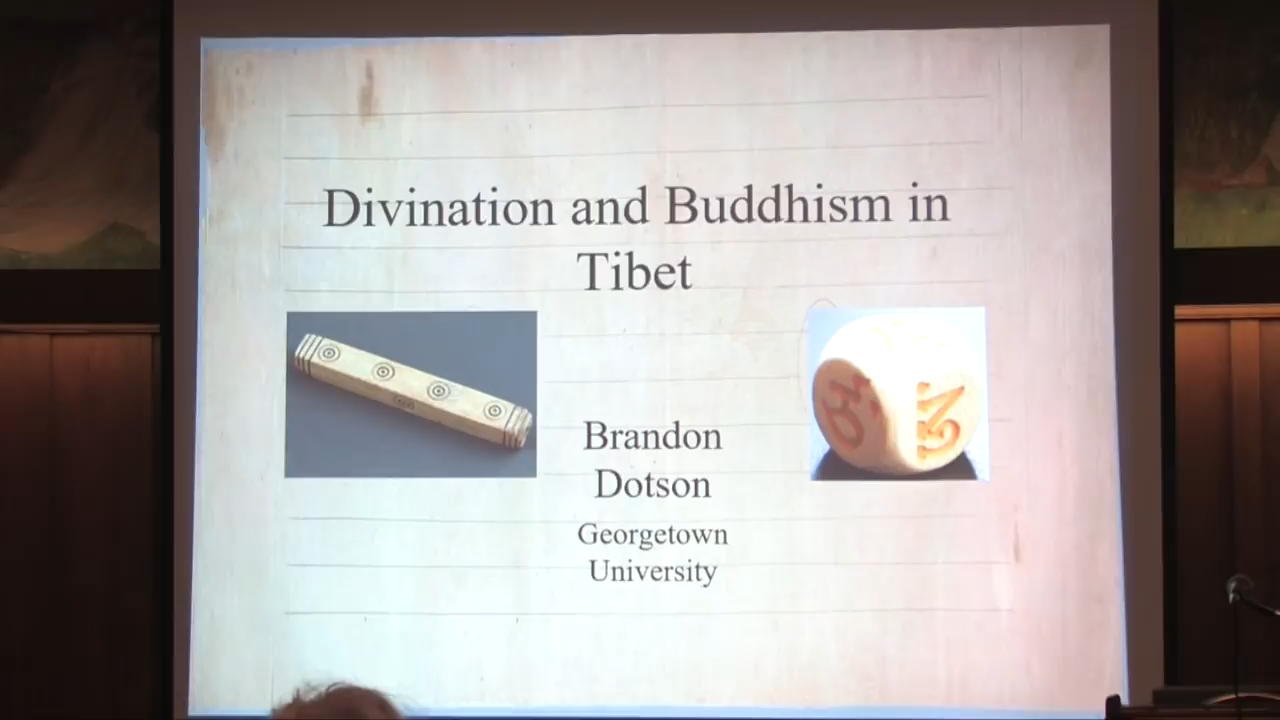 Divination and Buddhism in
Tibet
Brandon
Dotson
Georgetown
University